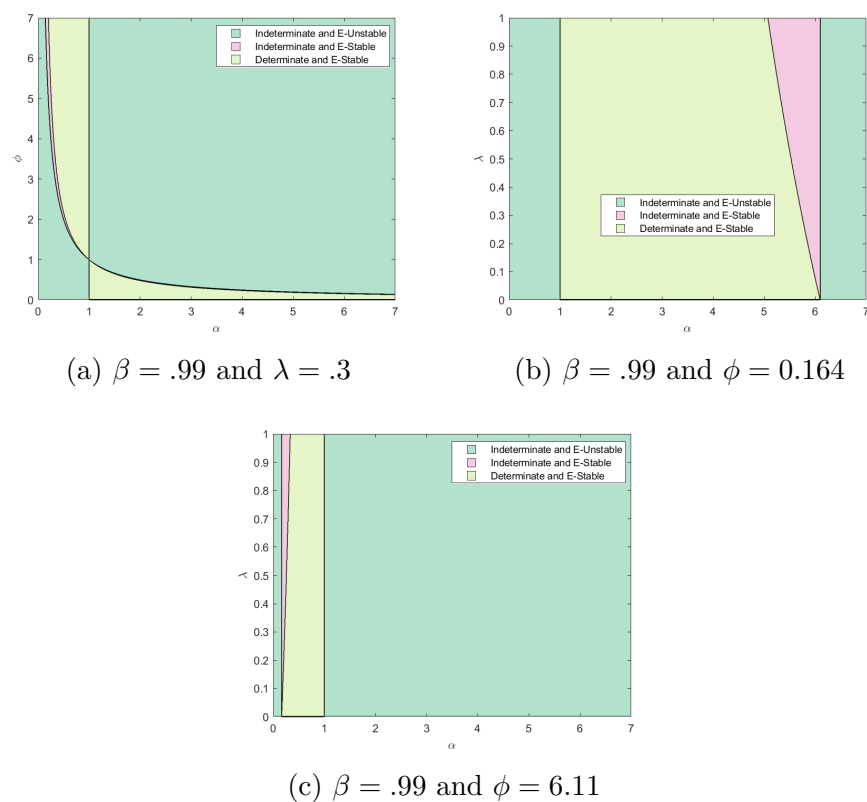 7
6
5
4
3
2
1
0
ϕ
0 1 2 3 4 5 6 7
α
Indeterminate and E-Unstable
Indeterminate and E-Stable
Determinate and E-Stable
(a) β = .99 and λ = .3
1
0.9
0.8
0.7
0.6
0.5
0.4
0.3
0.2
0.1
0
λ
0 1 2 3 4 5 6 7
α
Indeterminate and E-Unstable
Indeterminate and E-Stable
Determinate and E-Stable
(b) β = .99 and ϕ = 0.164
1
0.9
0.8
0.7
0.6
0.5
0.4
0.3
0.2
0.1
0
λ
0 1 2 3 4 5 6 7
α
Indeterminate and E-Unstable
Indeterminate and E-Stable
Determinate and E-Stable
(c) β = .99 and ϕ = 6.11